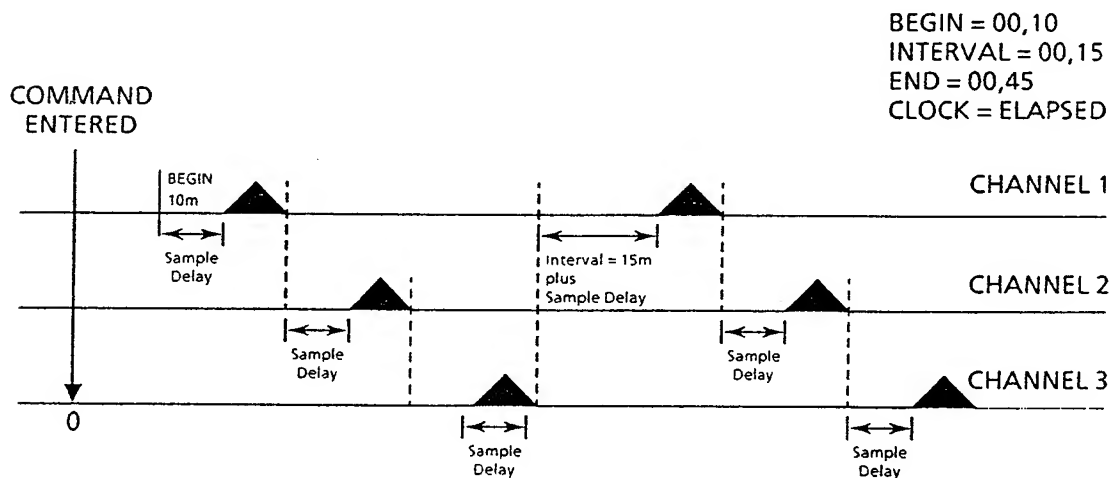 BEGIN = 00,10
INTERVAL = 00,15
END = 00,45
CLOCK = ELAPSED
COMMAND
ENTERED
BEGIN
10m
CHANNEL 1
Sample
Delay
Interval = 15m
plus
Sample Delay
CHANNEL 2
Sample
Delay
Sample
Delay
CHANNEL 3
0
Sample
Delay
Sample
Delay